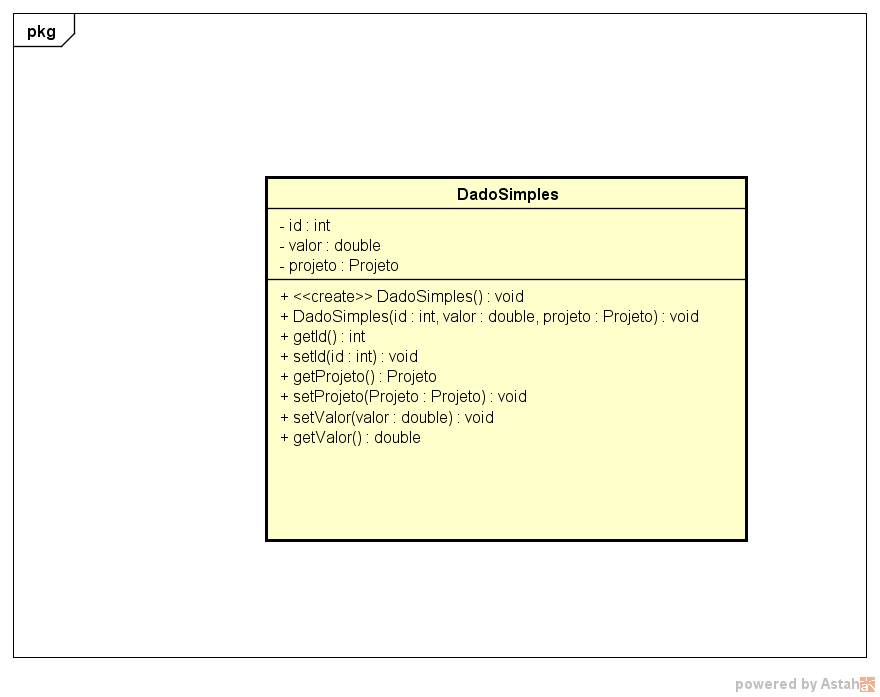 pkg
DadoSimples
- id : int
- valor : double
- projeto : Projeto
+ <<create>> DadoSimples() : void
+ DadoSimples(id : int, valor : double, projeto : Projeto) : void
+ getId() : int
+ setId(id : int) : void
+ getProjeto() : Projeto
+ setProjeto(Projeto : Projeto) : void
+ setValor(valor : double) : void
+ getValor() : double
powered by Astah